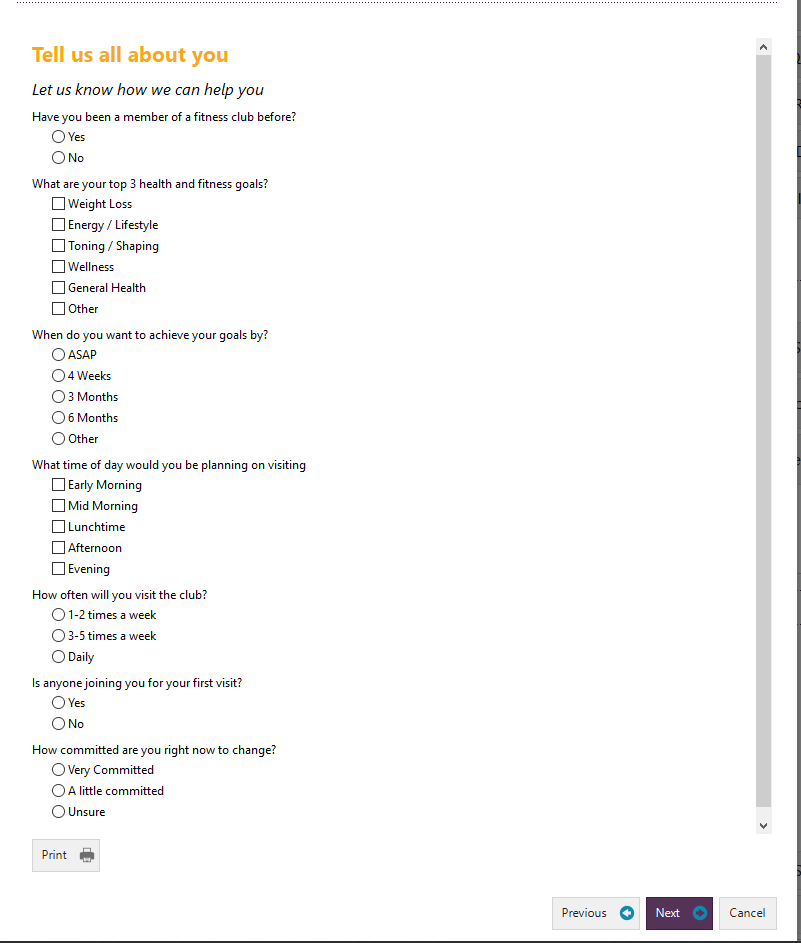 Tell us all about you
Let us know how we can help you
Have you been a member of a fitness club before?
Yes
No
What are your top 3 health and fitness goals?
Weight Loss
Energy / Lifestyle
Toning / Shaping
Wellness
General Health
Other
When do you want to achieve your goals by?
ASAP
4 Weeks
3 Months
6 Months
Other
What time of day would you be planning on visiting
Early Morning
Mid Morning
Lunchtime
Afternoon
Evening
How often will you visit the club?
1-2 times a week
3-5 times a week
Daily
Is anyone joining you for your first visit?
Yes
No
How committed are you right now to change?
Very Committed
A little committed
Unsure
Print
Previous Next Cancel